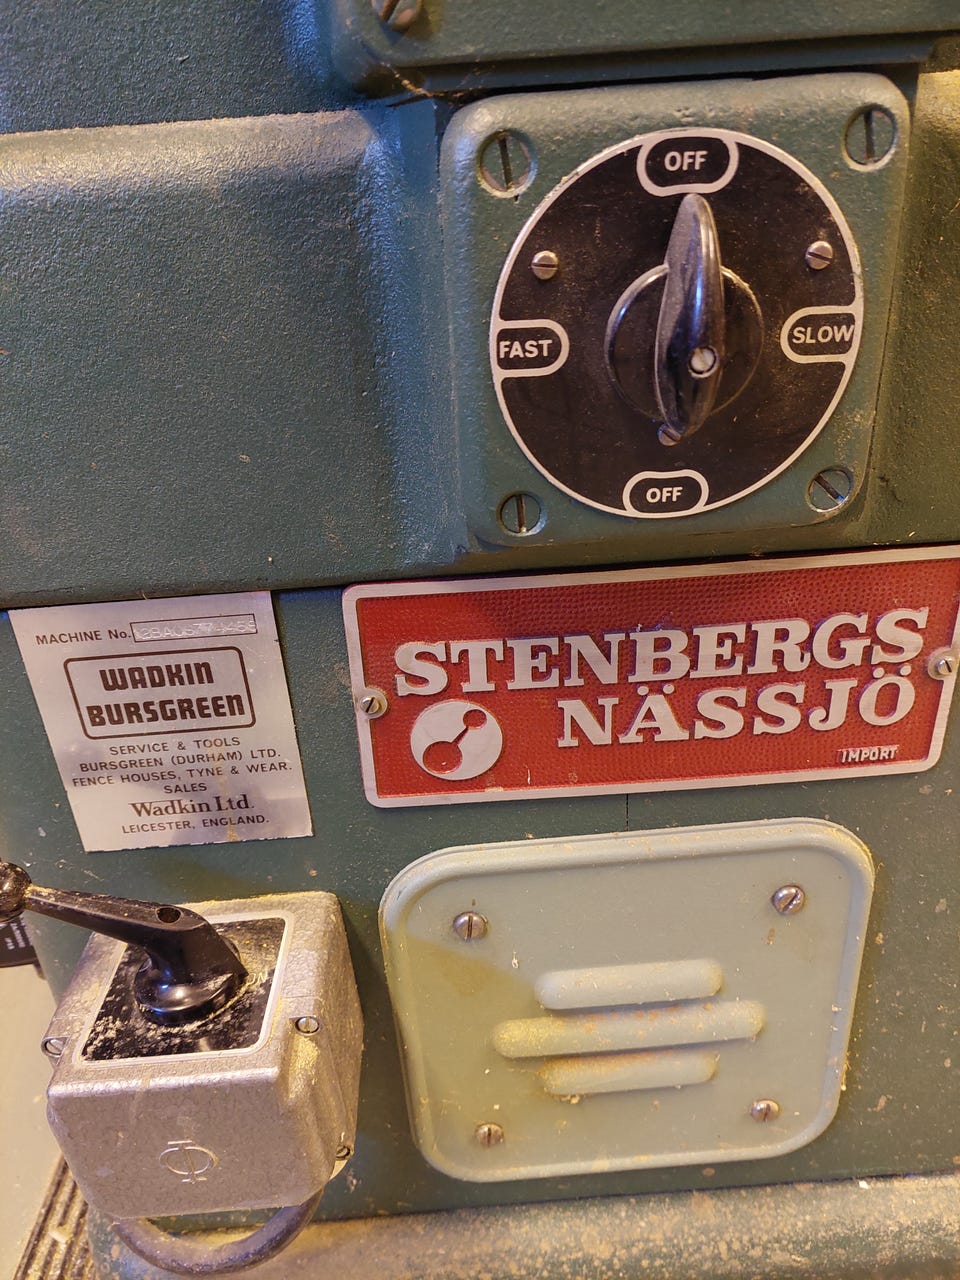 OFF
FAST
SLOW
OFF
MACHINE No.
WADKIN
BURSGREEN
SERVICE & TOOLS
BURSGREEN (DURHAM) LTD.
FENCE HOUSES, TYNE & WEAR.
SALES
Wadkin Ltd.
LEICESTER, ENGLAND.
STENBERGS
NÄSSJÖ
IMPORT
ON